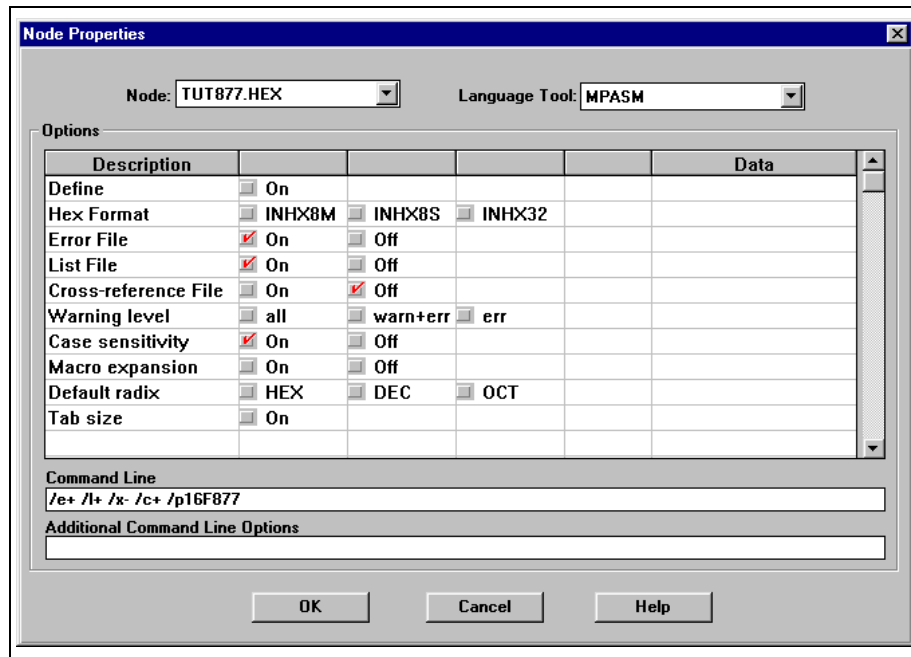 Node Properties
Node: TUT877.HEX Language Tool: MPASM
Options
Description Data
Define On
Hex Format INHX8M INHX8S INHX32
Error File On Off
List File On Off
Cross-reference File On Off
Warning level all warn+err err
Case sensitivity On Off
Macro expansion On Off
Default radix HEX DEC OCT
Tab size On
Command Line
/e+ /l+ /x- /c+ /p16F877
Additional Command Line Options
OK Cancel Help